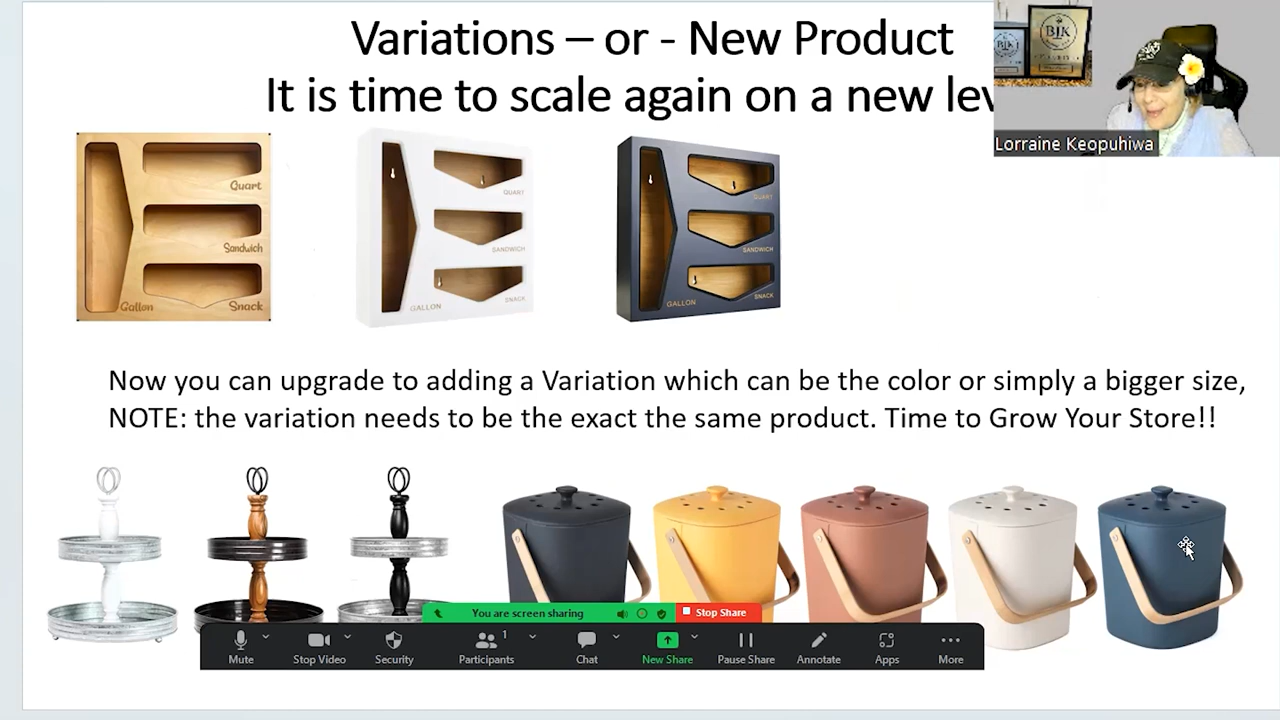 Variations – or - New Product
It is time to scale again on a new lev
BJK
BJK
Lorraine Keopuhiwa
Quart
Sandwich
Gallon
Snack
QUART
SANDWICH
GALLON
SNACK
QUART
SANDWICH
GALLON
SNACK
Now you can upgrade to adding a Variation which can be the color or simply a bigger size,
NOTE: the variation needs to be the exact the same product. Time to Grow Your Store!!
You are screen sharing
Stop Share
1
Mute
Stop Video
Security
Participants
Chat
New Share
Pause Share
Annotate
Apps
More